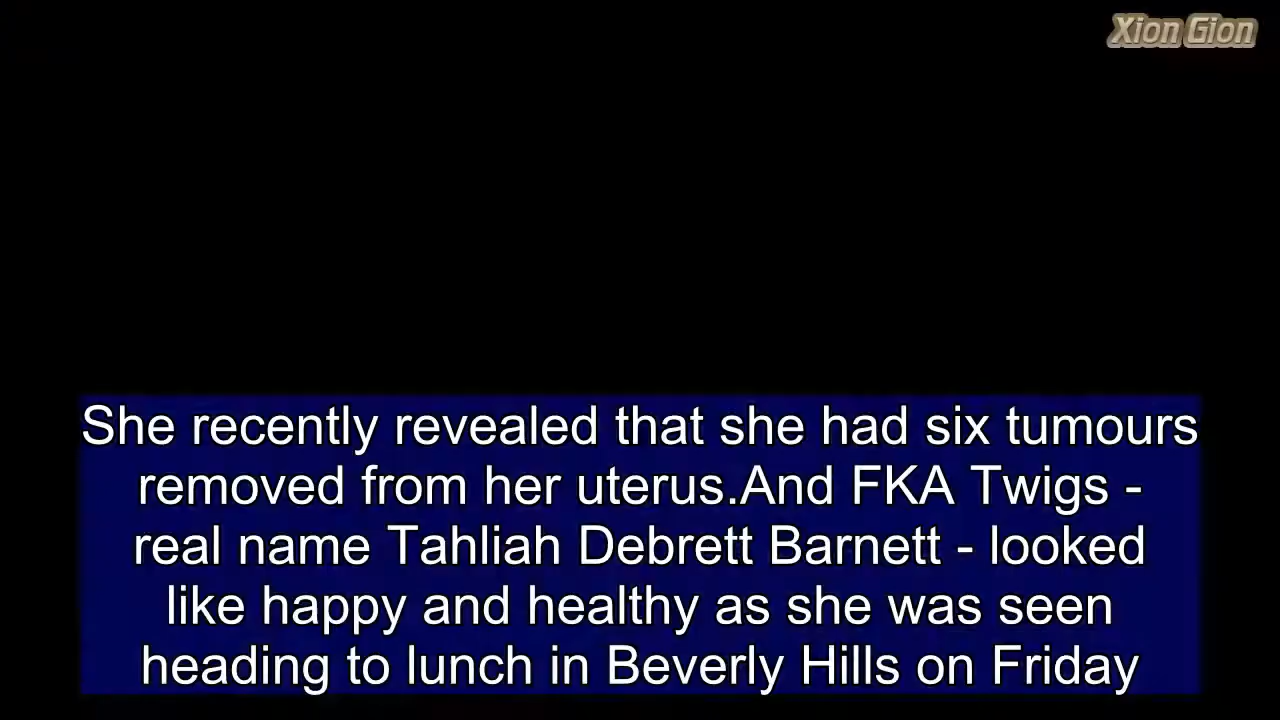 Xion Gion
She recently revealed that she had six tumours
removed from her uterus.And FKA Twigs -
real name Tahliah Debrett Barnett - looked
like happy and healthy as she was seen
heading to lunch in Beverly Hills on Friday